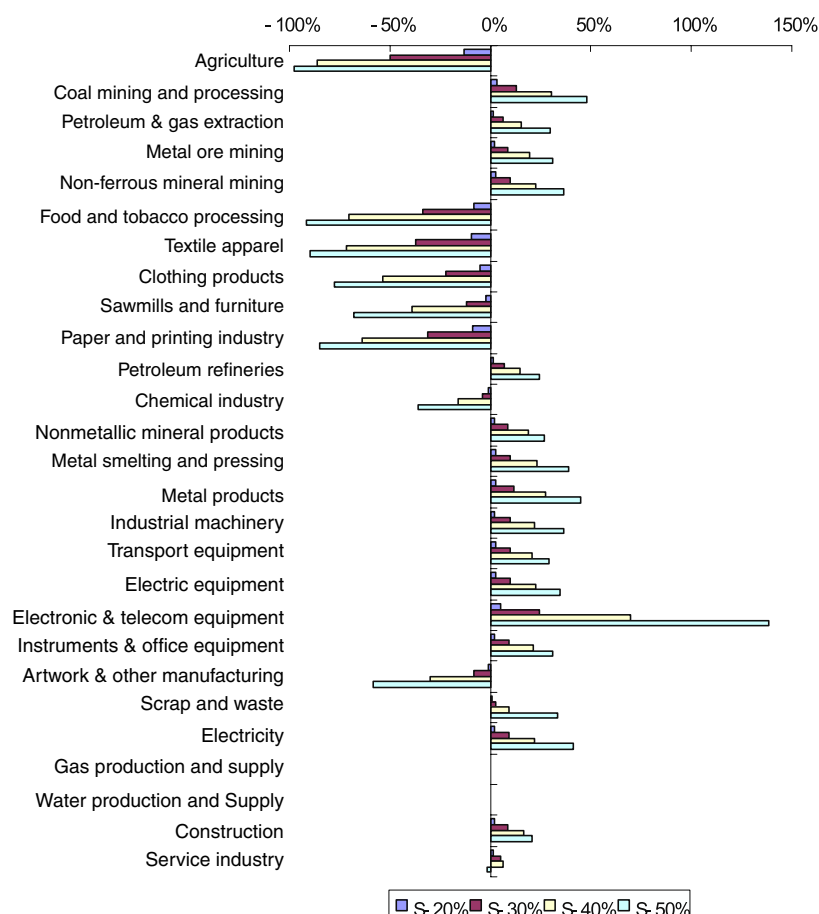 - 100% - 50% 0% 50% 100% 150%
Agriculture
Coal mining and processing
Petroleum & gas extraction
Metal ore mining
Non-ferrous mineral mining
Food and tobacco processing
Textile apparel
Clothing products
Sawmills and furniture
Paper and printing industry
Petroleum refineries
Chemical industry
Nonmetallic mineral products
Metal smelting and pressing
Metal products
Industrial machinery
Transport equipment
Electric equipment
Electronic & telecom equipment
Instruments & office equipment
Artwork & other manufacturing
Scrap and waste
Electricity
Gas production and supply
Water production and Supply
Construction
Service industry
S- 20% S- 30% S- 40% S- 50%